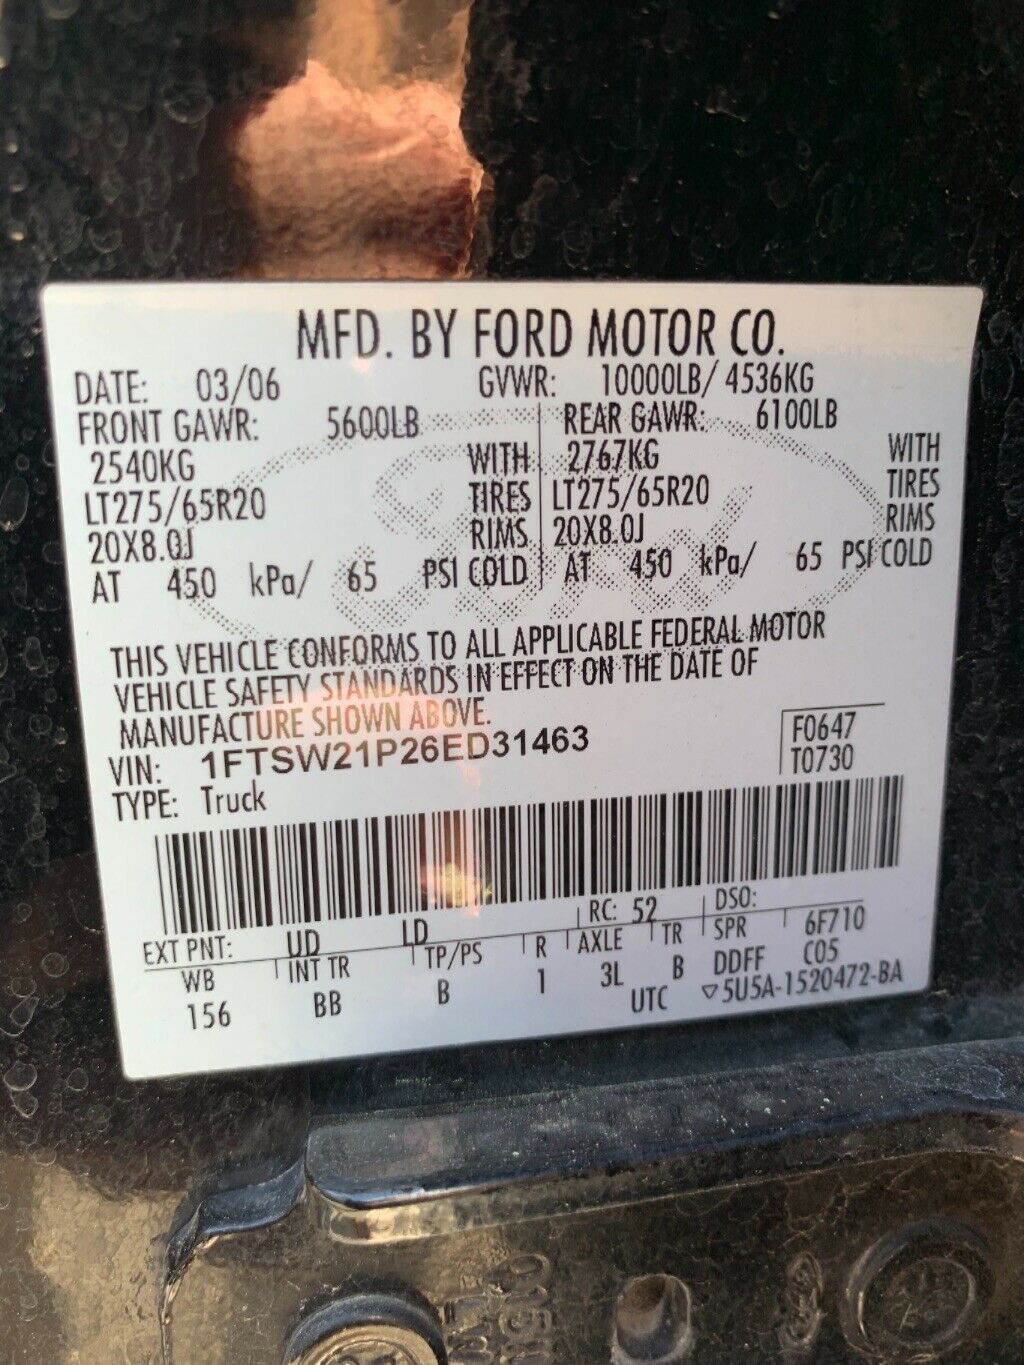 MFD. BY FORD MOTOR CO.
DATE: 03/06 GVWR: 10000LB/ 4536KG
FRONT GAWR: 5600LB REAR GAWR: 6100LB
2540KG WITH 2767KG WITH
LT275/65R20 TIRES LT275/65R20 TIRES
20X8.0J RIMS 20X8.0J RIMS
AT 450 kPa/ 65 PSI COLD AT 450 kPa/ 65 PSI COLD
THIS VEHICLE CONFORMS TO ALL APPLICABLE FEDERAL MOTOR
VEHICLE SAFETY STANDARDS IN EFFECT ON THE DATE OF
MANUFACTURE SHOWN ABOVE.
VIN: 1FTSW21P26ED31463 F0647
TYPE: Truck T0730
EXT PNT: UD LD RC: 52 DSO:
WB INT TR TP/PS R AXLE TR SPR 6F710
156 BB B 1 3L B DDFF C05
UTC ▽5U5A-1520472-BA